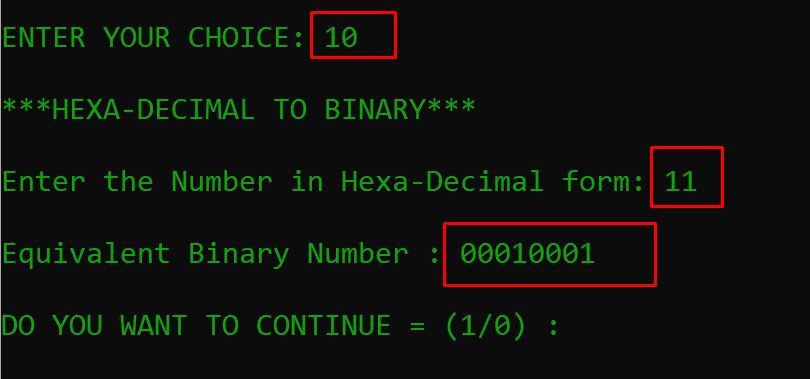 ENTER YOUR CHOICE: 10
***HEXA-DECIMAL TO BINARY***
Enter the Number in Hexa-Decimal form: 11
Equivalent Binary Number : 00010001
DO YOU WANT TO CONTINUE = (1/0) :